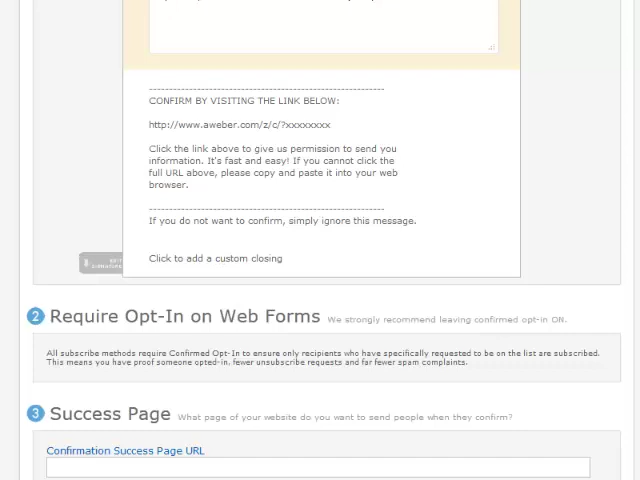 ------------------------------------------------------------
CONFIRM BY VISITING THE LINK BELOW:
http://www.aweber.com/z/c/?xxxxxxxx
Click the link above to give us permission to send you
information. It's fast and easy! If you cannot click the
full URL above, please copy and paste it into your web
browser.
------------------------------------------------------------
If you do not want to confirm, simply ignore this message.
EDIT
SIGNATURE
Click to add a custom closing
2 Require Opt-In on Web Forms We strongly recommend leaving confirmed opt-in ON.
All subscribe methods require Confirmed Opt-In to ensure only recipients who have specifically requested to be on the list are subscribed.
This means you have proof someone opted-in, fewer unsubscribe requests and far fewer spam complaints.
3 Success Page What page of your website do you want to send people when they confirm?
Confirmation Success Page URL